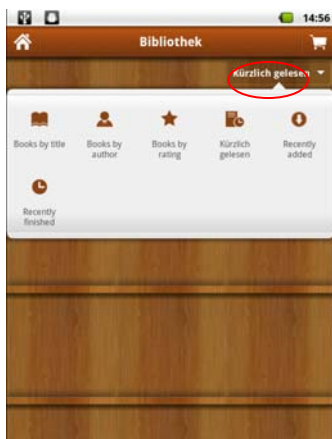 14:56
Bibliothek
Kürzlich gelesen
Books by title
Books by
author
Books by
rating
Kürzlich
gelesen
Recently
added
Recently
finished